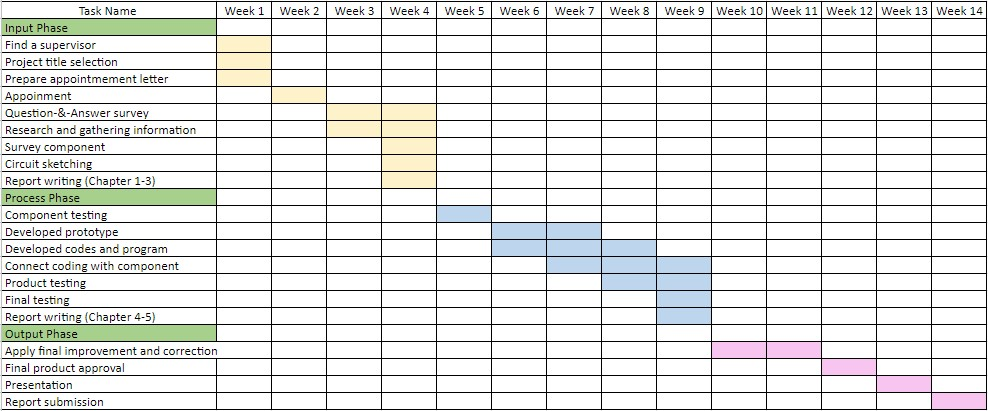 Task Name Week 1 Week 2 Week 3 Week 4 Week 5 Week 6 Week 7 Week 8 Week 9 Week 10 Week 11 Week 12 Week 13 Week 14
Input Phase
Find a supervisor
Project title selection
Prepare appointmement letter
Appoinment
Question-&-Answer survey
Research and gathering information
Survey component
Circuit sketching
Report writing (Chapter 1-3)
Process Phase
Component testing
Developed prototype
Developed codes and program
Connect coding with component
Product testing
Final testing
Report writing (Chapter 4-5)
Output Phase
Apply final improvement and correction
Final product approval
Presentation
Report submission